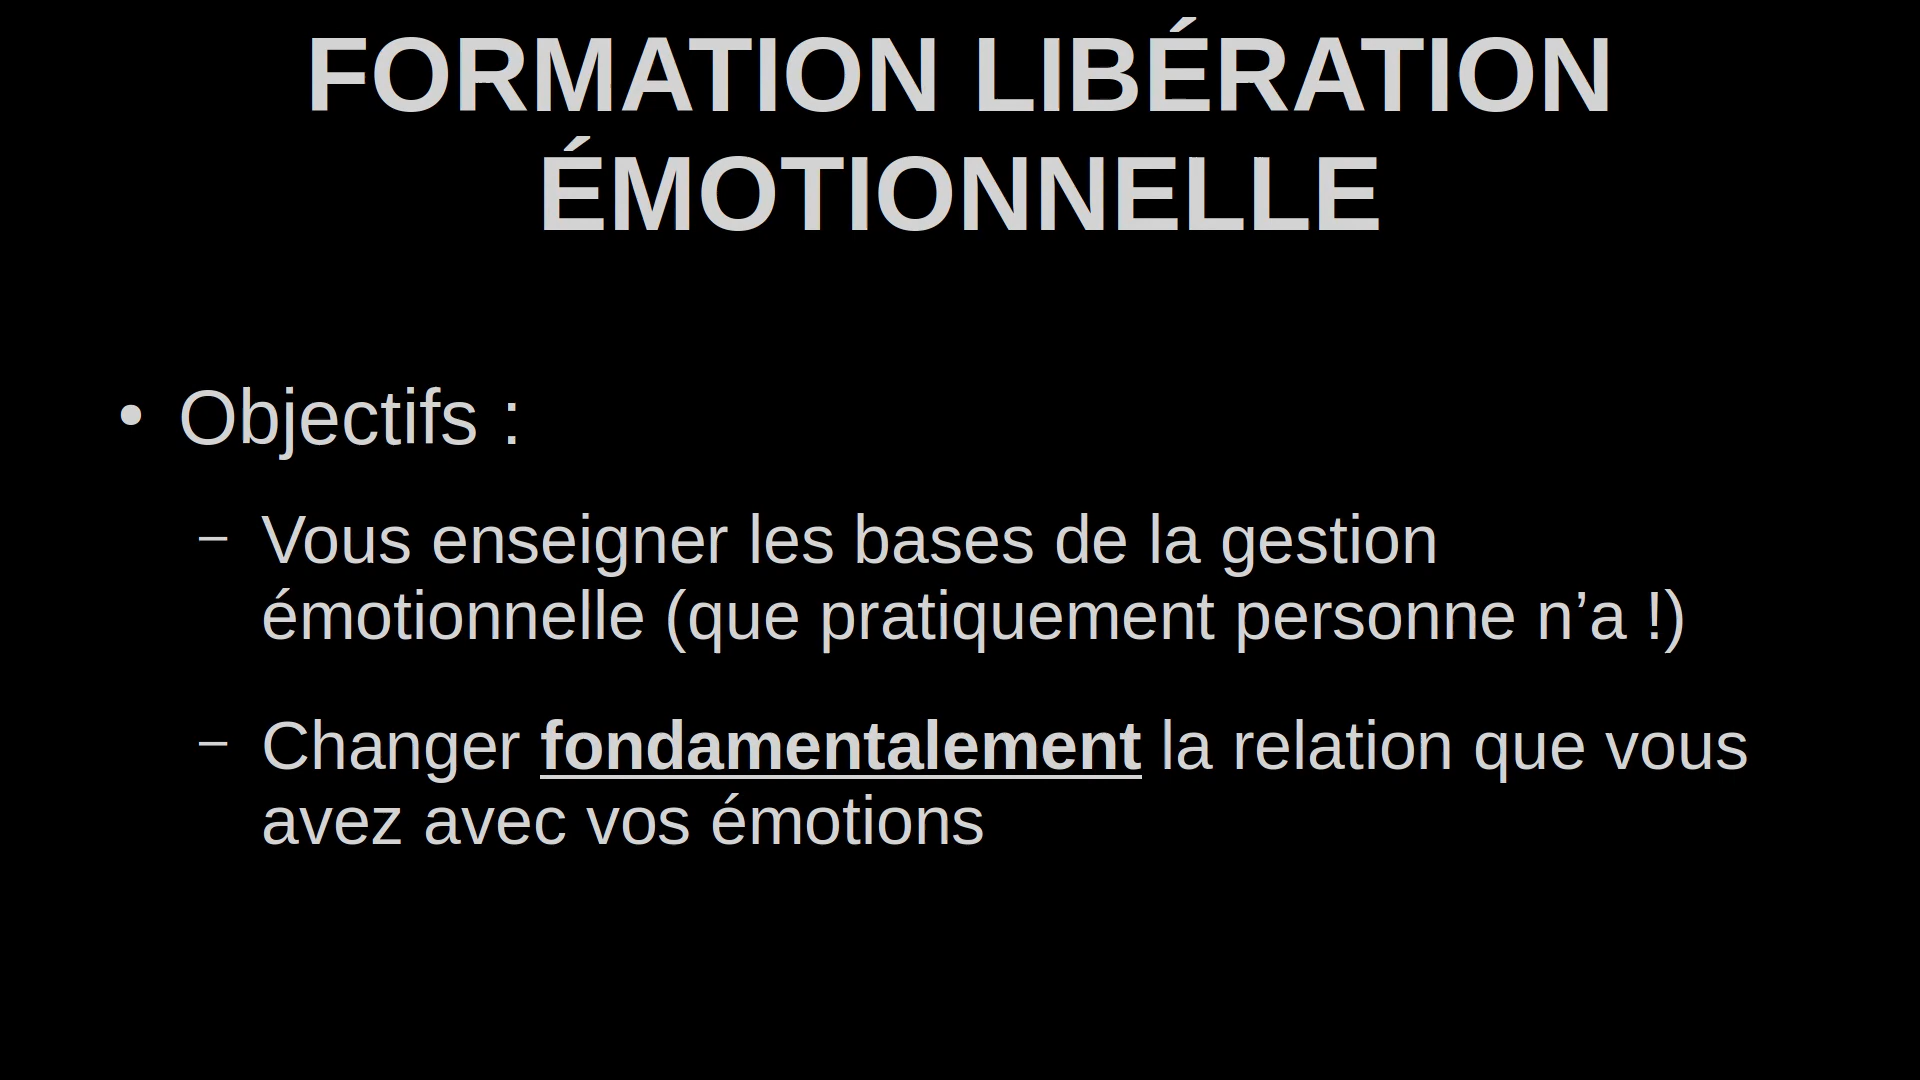 FORMATION LIBÉRATION
ÉMOTIONNELLE
• Objectifs :
– Vous enseigner les bases de la gestion
émotionnelle (que pratiquement personne n’a !)
– Changer fondamentalement la relation que vous
avez avec vos émotions